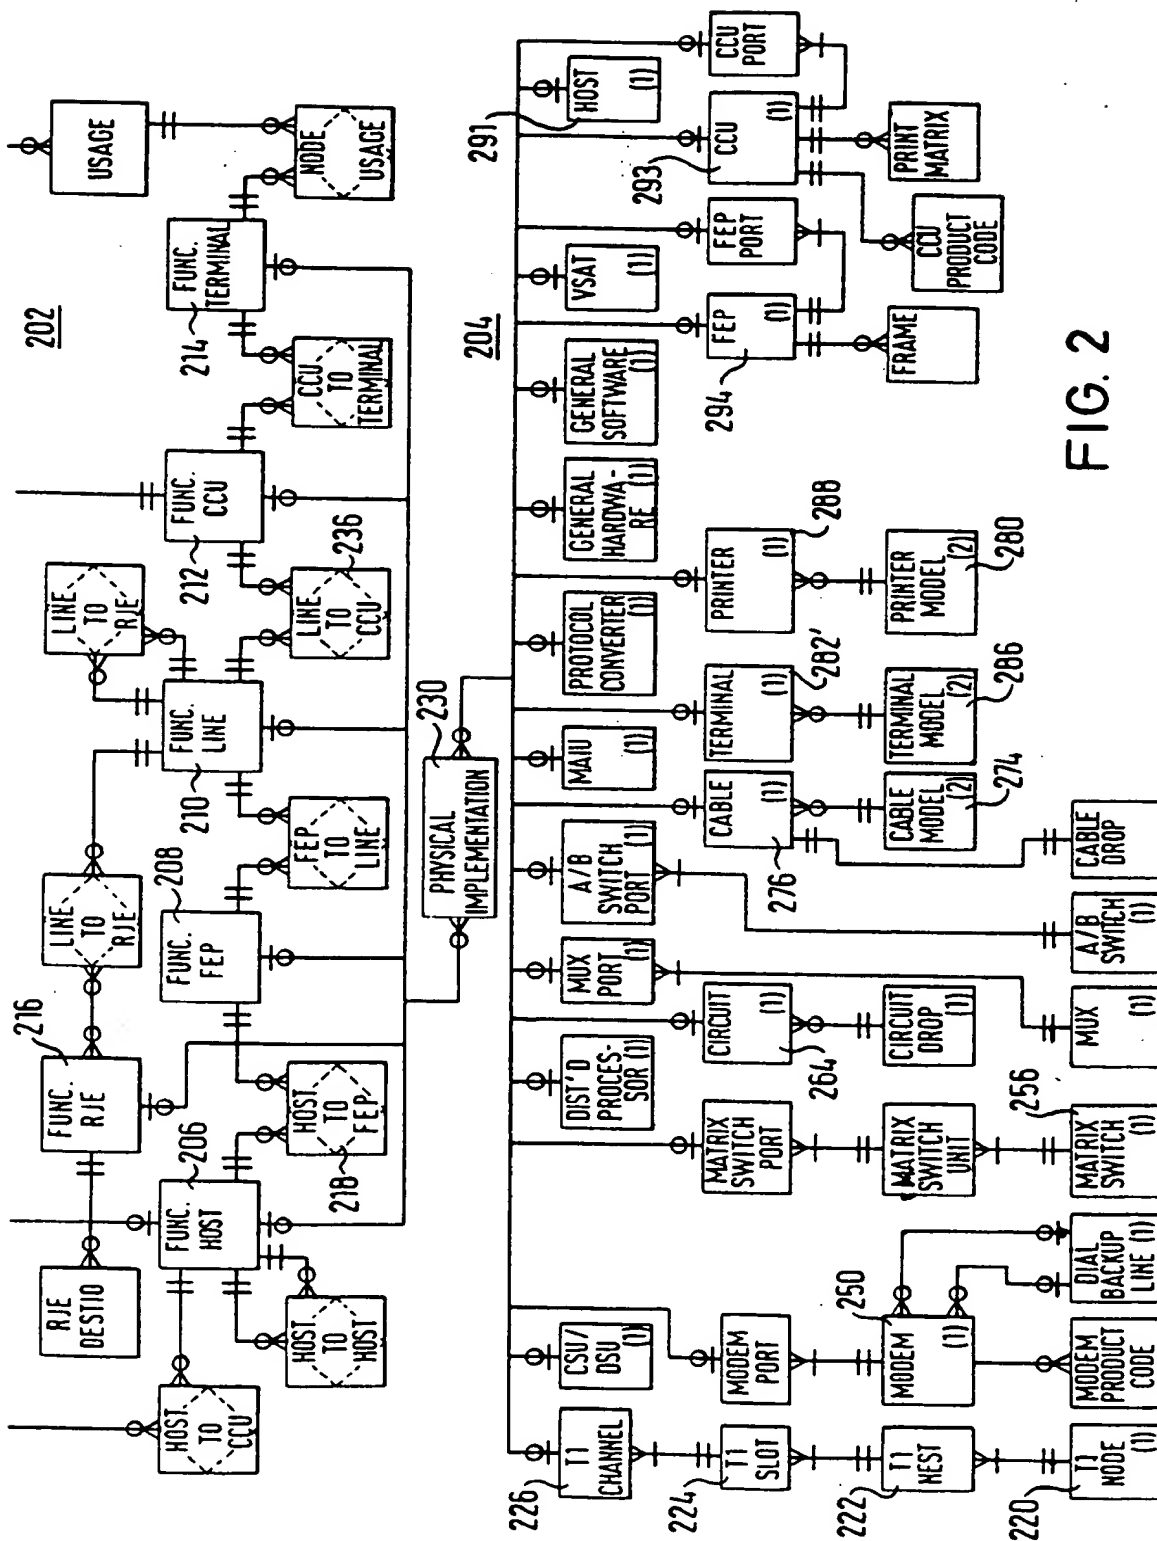 202
USAGE
NODE
USAGE
FUNC.
TERMINAL
214
CCU
TO
TERMINAL
FUNC.
CCU
212
LINE
TO
RJE
LINE
TO
CCU
236
FUNC.
LINE
210
FEP
TO
LINE
LINE
TO
RJE
FUNC.
FEP
208
216
FUNC.
RJE
HOST
TO
FEP
218
FUNC.
HOST
206
RJE
DESTIO
HOST
TO
HOST
HOST
TO
CCU
230
PHYSICAL
IMPLEMENTATION
204
T1
CHANNEL
226
T1
SLOT
224
T1
NEST
222
T1
NODE
(1)
220
CSU/
DSU
(1)
MODEM
PORT
MODEM
(1)
250
MODEM
PRODUCT
CODE
DIAL
BACKUP
LINE (1)
MATRIX
SWITCH
PORT
MATRIX
SWITCH
UNIT
MATRIX
SWITCH
(1)
256
DIST'D
PROCES-
SOR (1)
CIRCUIT
(1)
264
CIRCUIT
DROP
(1)
MUX
PORT
(1)
MUX
(1)
A/B
SWITCH
PORT
(1)
A/B
SWITCH
(1)
CABLE
(1)
276
CABLE
MODEL
(2)
274
CABLE
DROP
MAU
(1)
TERMINAL
(1)
282'
TERMINAL
MODEL
(2)
286
PROTOCOL
CONVERTER
(1)
PRINTER
(1)
288
PRINTER
MODEL
(2)
280
GENERAL
HARDWA-
RE (1)
GENERAL
SOFTWARE
(1)
FEP
(1)
294
FRAME
VSAT
(1)
FEP
PORT
CCU
(1)
293
CCU
PRODUCT
CODE
PRINT
MATRIX
HOST
(1)
291
CCU
PORT
FIG. 2